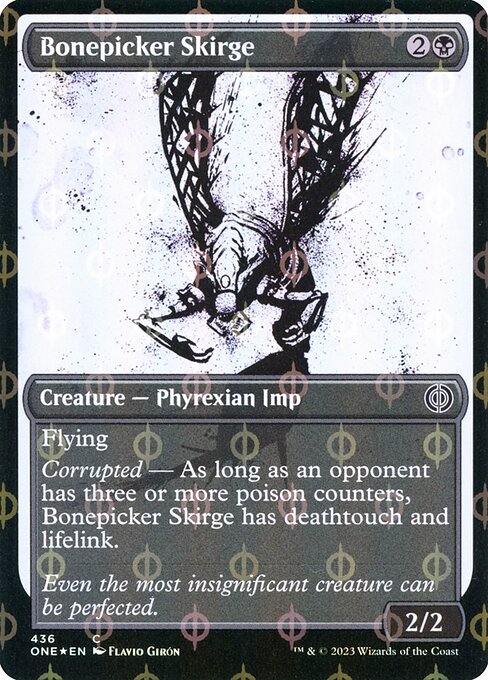 Bonepicker Skirge 2
Creature — Phyrexian Imp
Flying
Corrupted — As long as an opponent
has three or more poison counters,
Bonepicker Skirge has deathtouch and
lifelink.
Even the most insignificant creature can
be perfected.
2/2
436 C
ONE★EN Flavio Girón ™ & © 2023 Wizards of the Coast